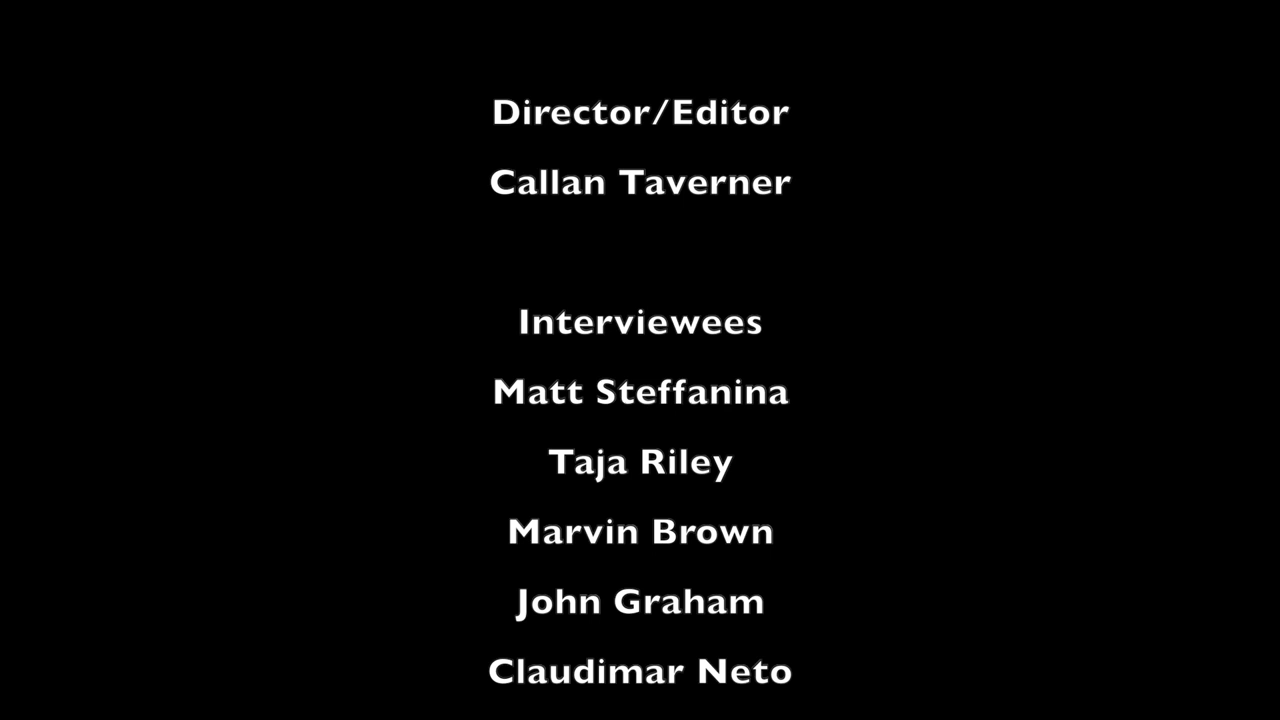 Director/Editor
Callan Taverner
Interviewees
Matt Steffanina
Taja Riley
Marvin Brown
John Graham
Claudimar Neto